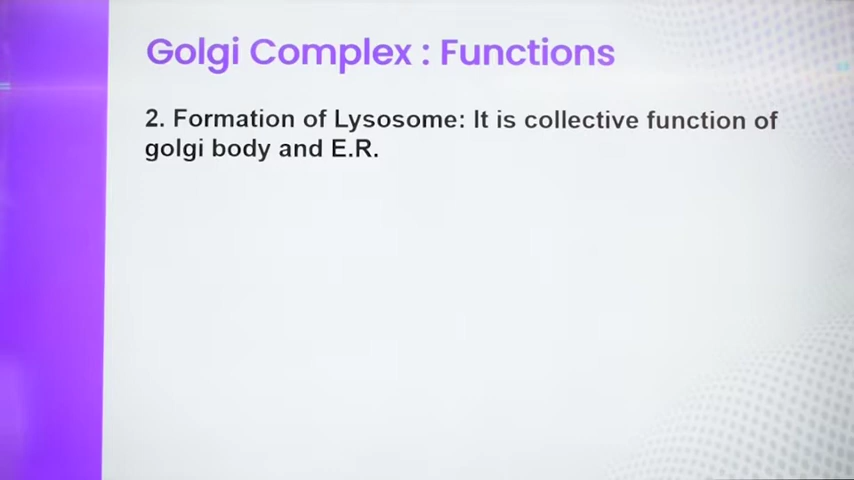 Golgi Complex : Functions
2. Formation of Lysosome: It is collective function of
golgi body and E.R.